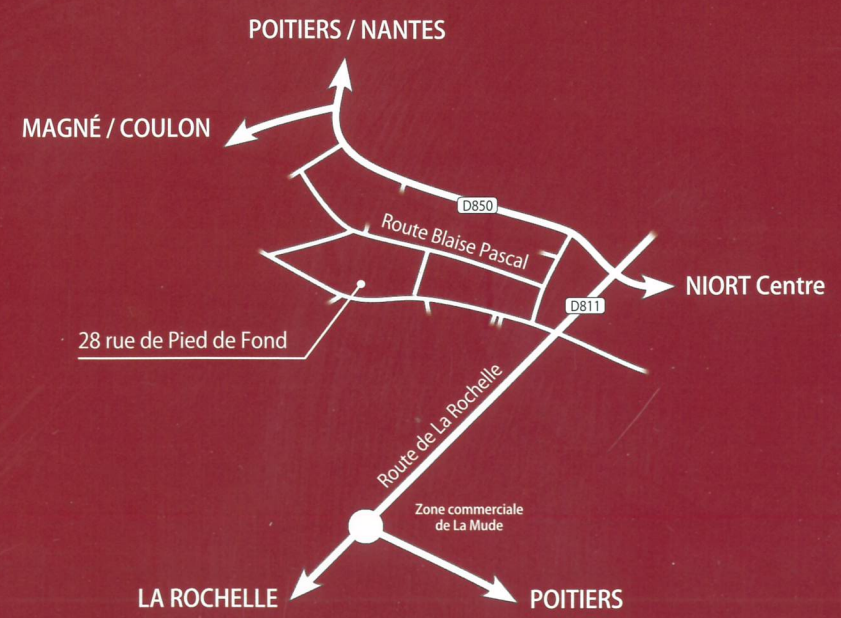 POITIERS / NANTES
MAGNÉ / COULON
D850
Route Blaise Pascal
NIORT Centre
D811
28 rue de Pied de Fond
Route de La Rochelle
Zone commerciale
de La Mude
LA ROCHELLE
POITIERS